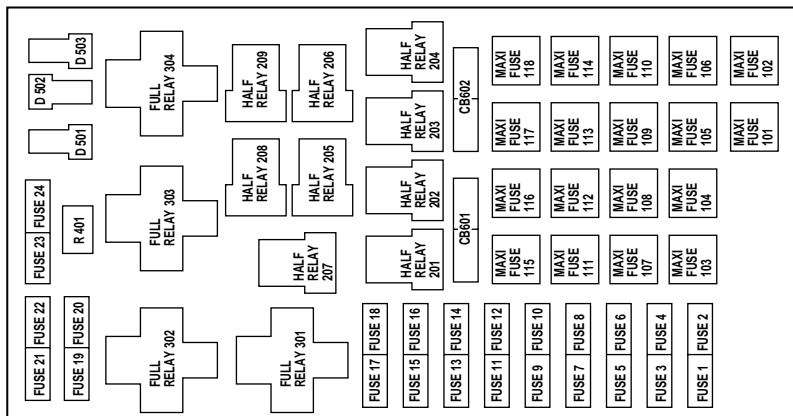 D 503
D 502
D 501
FULL
RELAY 304
HALF
RELAY 209
HALF
RELAY 206
HALF
RELAY
204
HALF
RELAY
203
CB602
MAXI
FUSE
118
MAXI
FUSE
114
MAXI
FUSE
110
MAXI
FUSE
106
MAXI
FUSE
102
MAXI
FUSE
117
MAXI
FUSE
113
MAXI
FUSE
109
MAXI
FUSE
105
MAXI
FUSE
101
FUSE 24
FUSE 23
R 401
FULL
RELAY 303
HALF
RELAY 208
HALF
RELAY 205
HALF
RELAY
207
HALF
RELAY
202
HALF
RELAY
201
CB601
MAXI
FUSE
116
MAXI
FUSE
112
MAXI
FUSE
108
MAXI
FUSE
104
MAXI
FUSE
115
MAXI
FUSE
111
MAXI
FUSE
107
MAXI
FUSE
103
FUSE 22
FUSE 20
FUSE 21
FUSE 19
FULL
RELAY 302
FULL
RELAY 301
FUSE 18
FUSE 16
FUSE 14
FUSE 12
FUSE 10
FUSE 8
FUSE 6
FUSE 4
FUSE 2
FUSE 17
FUSE 15
FUSE 13
FUSE 11
FUSE 9
FUSE 7
FUSE 5
FUSE 3
FUSE 1